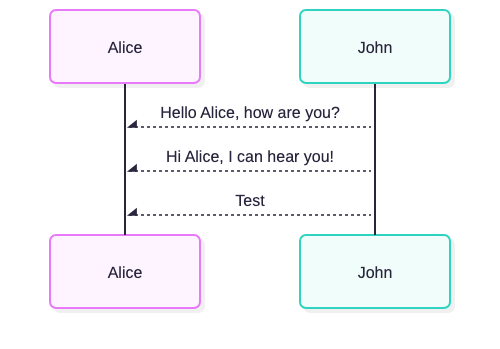 Alice
John
Hello Alice, how are you?
Hi Alice, I can hear you!
Test
Alice
John